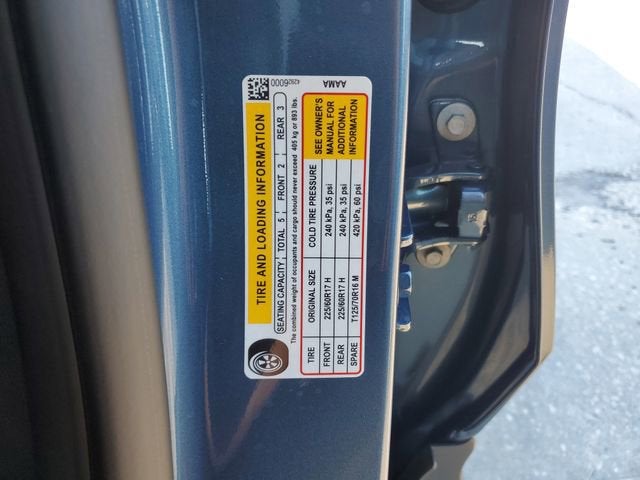 TIRE AND LOADING INFORMATION
SEATING CAPACITY TOTAL 5 FRONT 2 REAR 3
The combined weight of occupants and cargo should never exceed 405 kg or 893 lbs.
TIRE ORIGINAL SIZE COLD TIRE PRESSURE
FRONT 225/60R17 H 240 kPa, 35 psi
REAR 225/60R17 H 240 kPa, 35 psi
SPARE T125/70R16 M 420 kPa, 60 psi
SEE OWNER'S
MANUAL FOR
ADDITIONAL
INFORMATION
AAMA